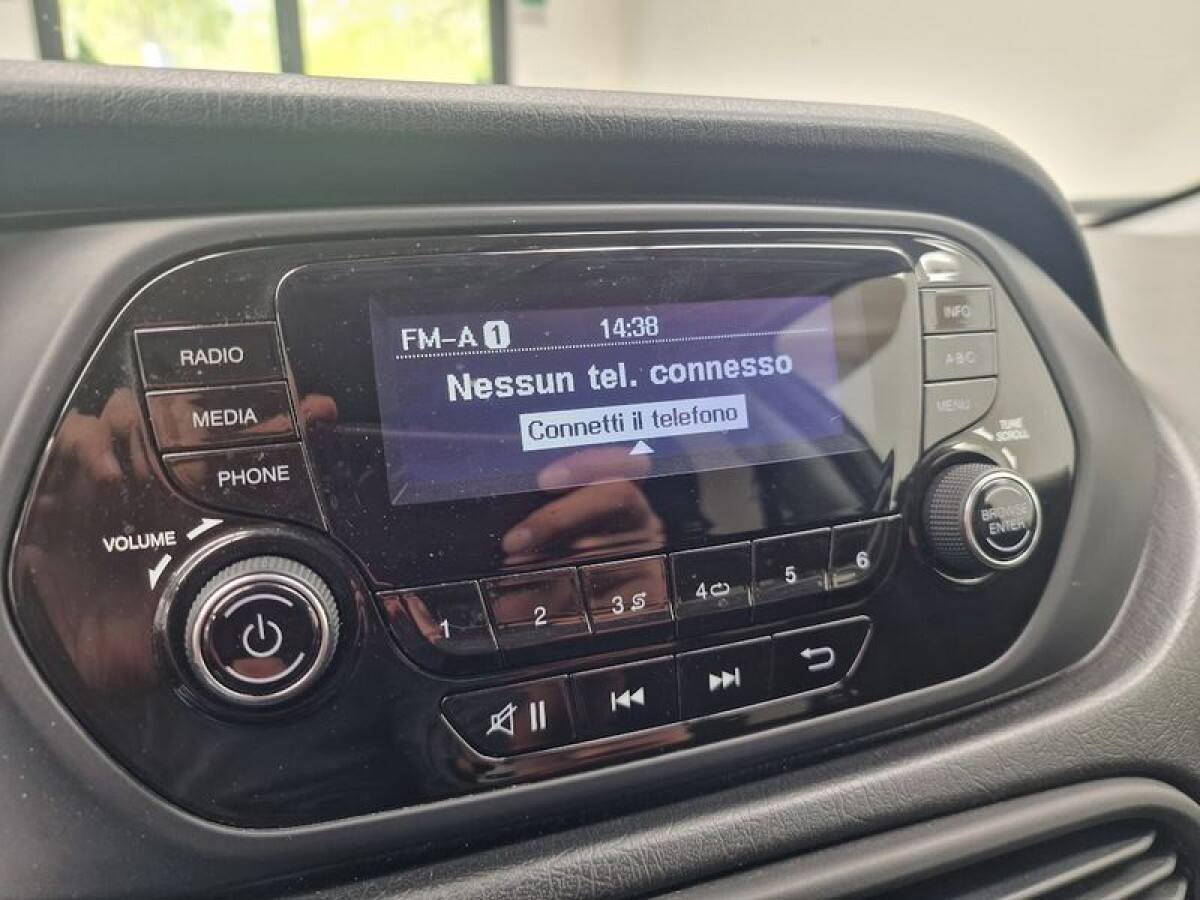 FM-A 1 14:38
Nessun tel. connesso
Connetti il telefono
RADIO
MEDIA
PHONE
VOLUME
INFO
A-B-C
MENU
TUNE
SCROLL
BROWSE
ENTER
1 2 3 4 5 6